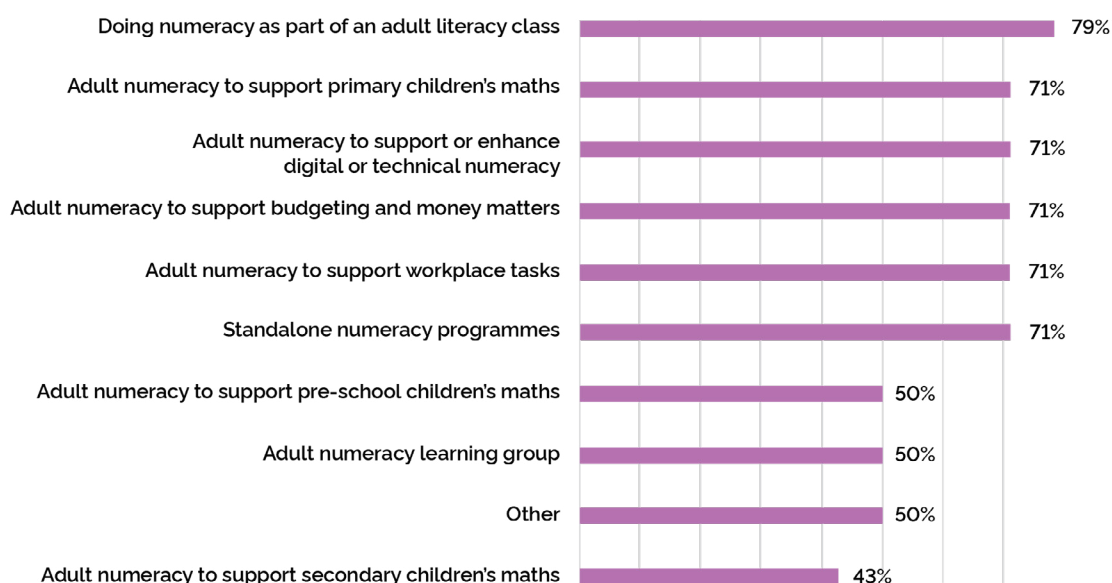 Doing numeracy as part of an adult literacy class 79%
Adult numeracy to support primary children’s maths 71%
Adult numeracy to support or enhance
digital or technical numeracy 71%
Adult numeracy to support budgeting and money matters 71%
Adult numeracy to support workplace tasks 71%
Standalone numeracy programmes 71%
Adult numeracy to support pre-school children’s maths 50%
Adult numeracy learning group 50%
Other 50%
Adult numeracy to support secondary children’s maths 43%